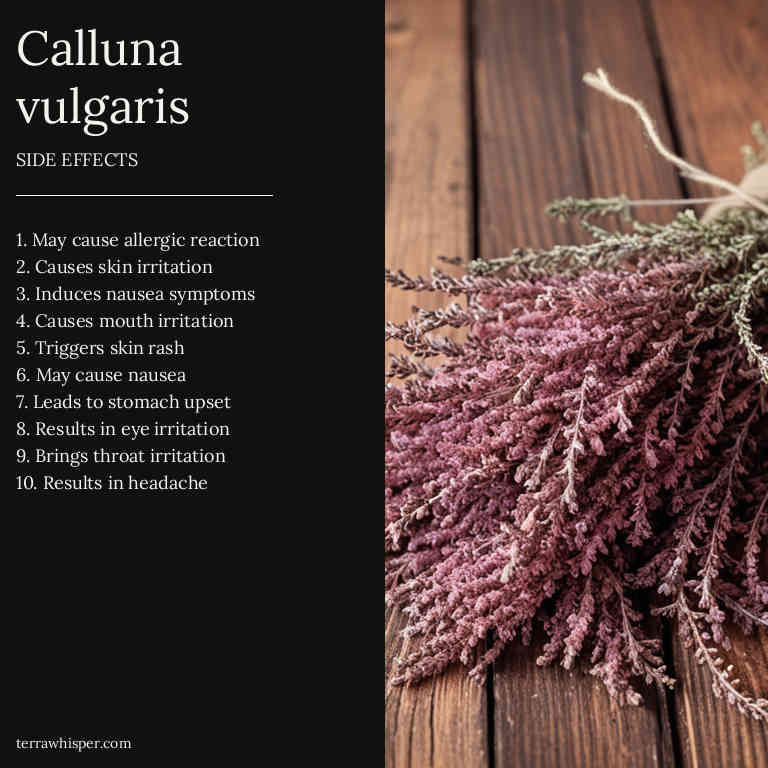 Calluna
vulgaris
SIDE EFFECTS
1. May cause allergic reaction
2. Causes skin irritation
3. Induces nausea symptoms
4. Causes mouth irritation
5. Triggers skin rash
6. May cause nausea
7. Leads to stomach upset
8. Results in eye irritation
9. Brings throat irritation
10. Results in headache
terrawhisper.com